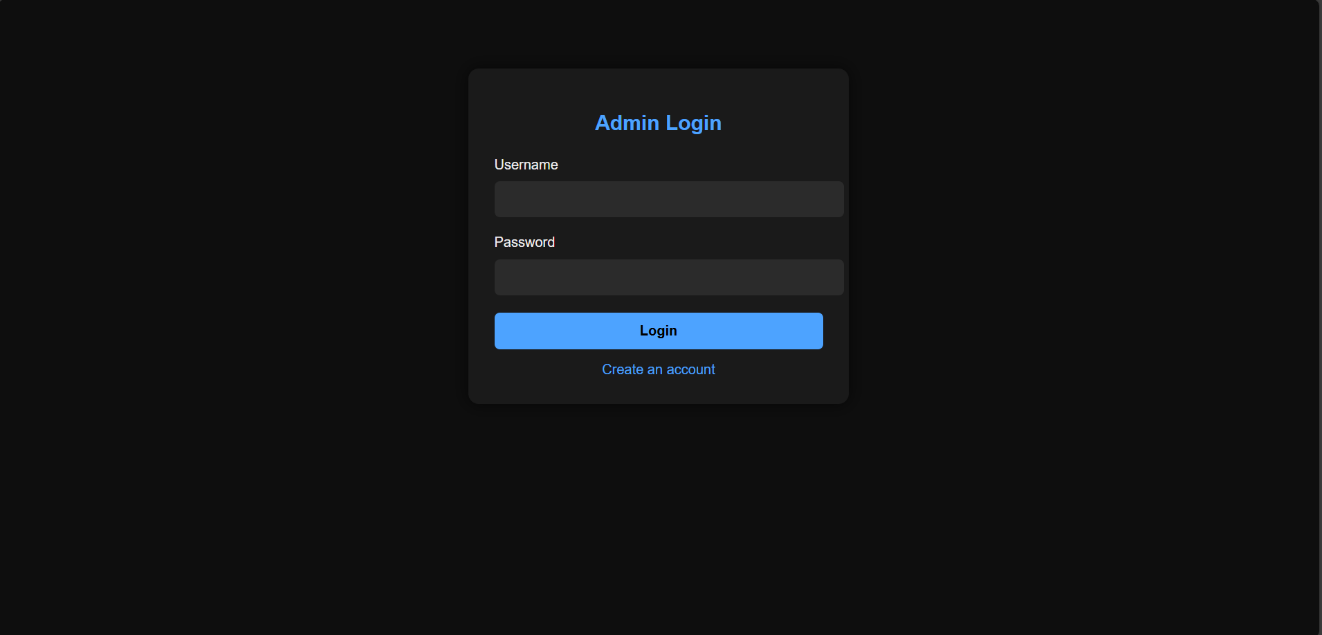 Admin Login
Username
Password
Login
Create an account